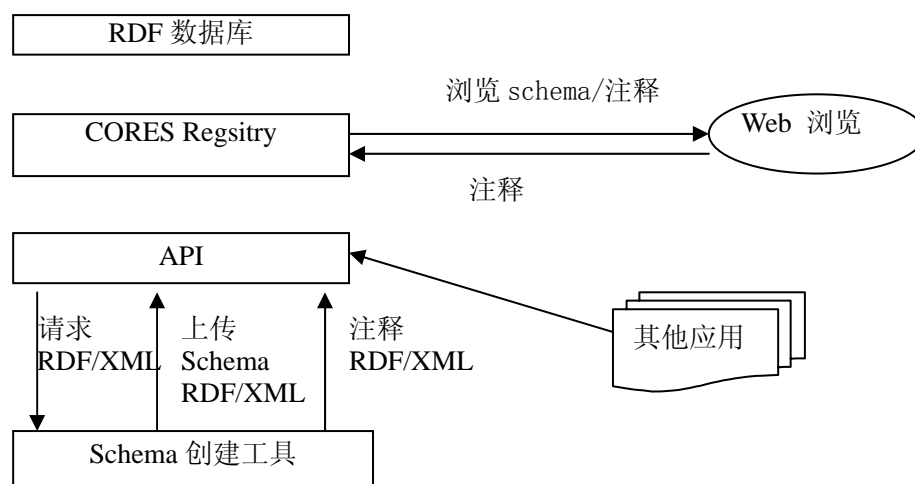 RDF 数据库
浏览 schema/注释
CORES Regsitry
Web 浏览
注释
API
请求
RDF/XML
上传
Schema
RDF/XML
注释
RDF/XML
其他应用
Schema 创建工具